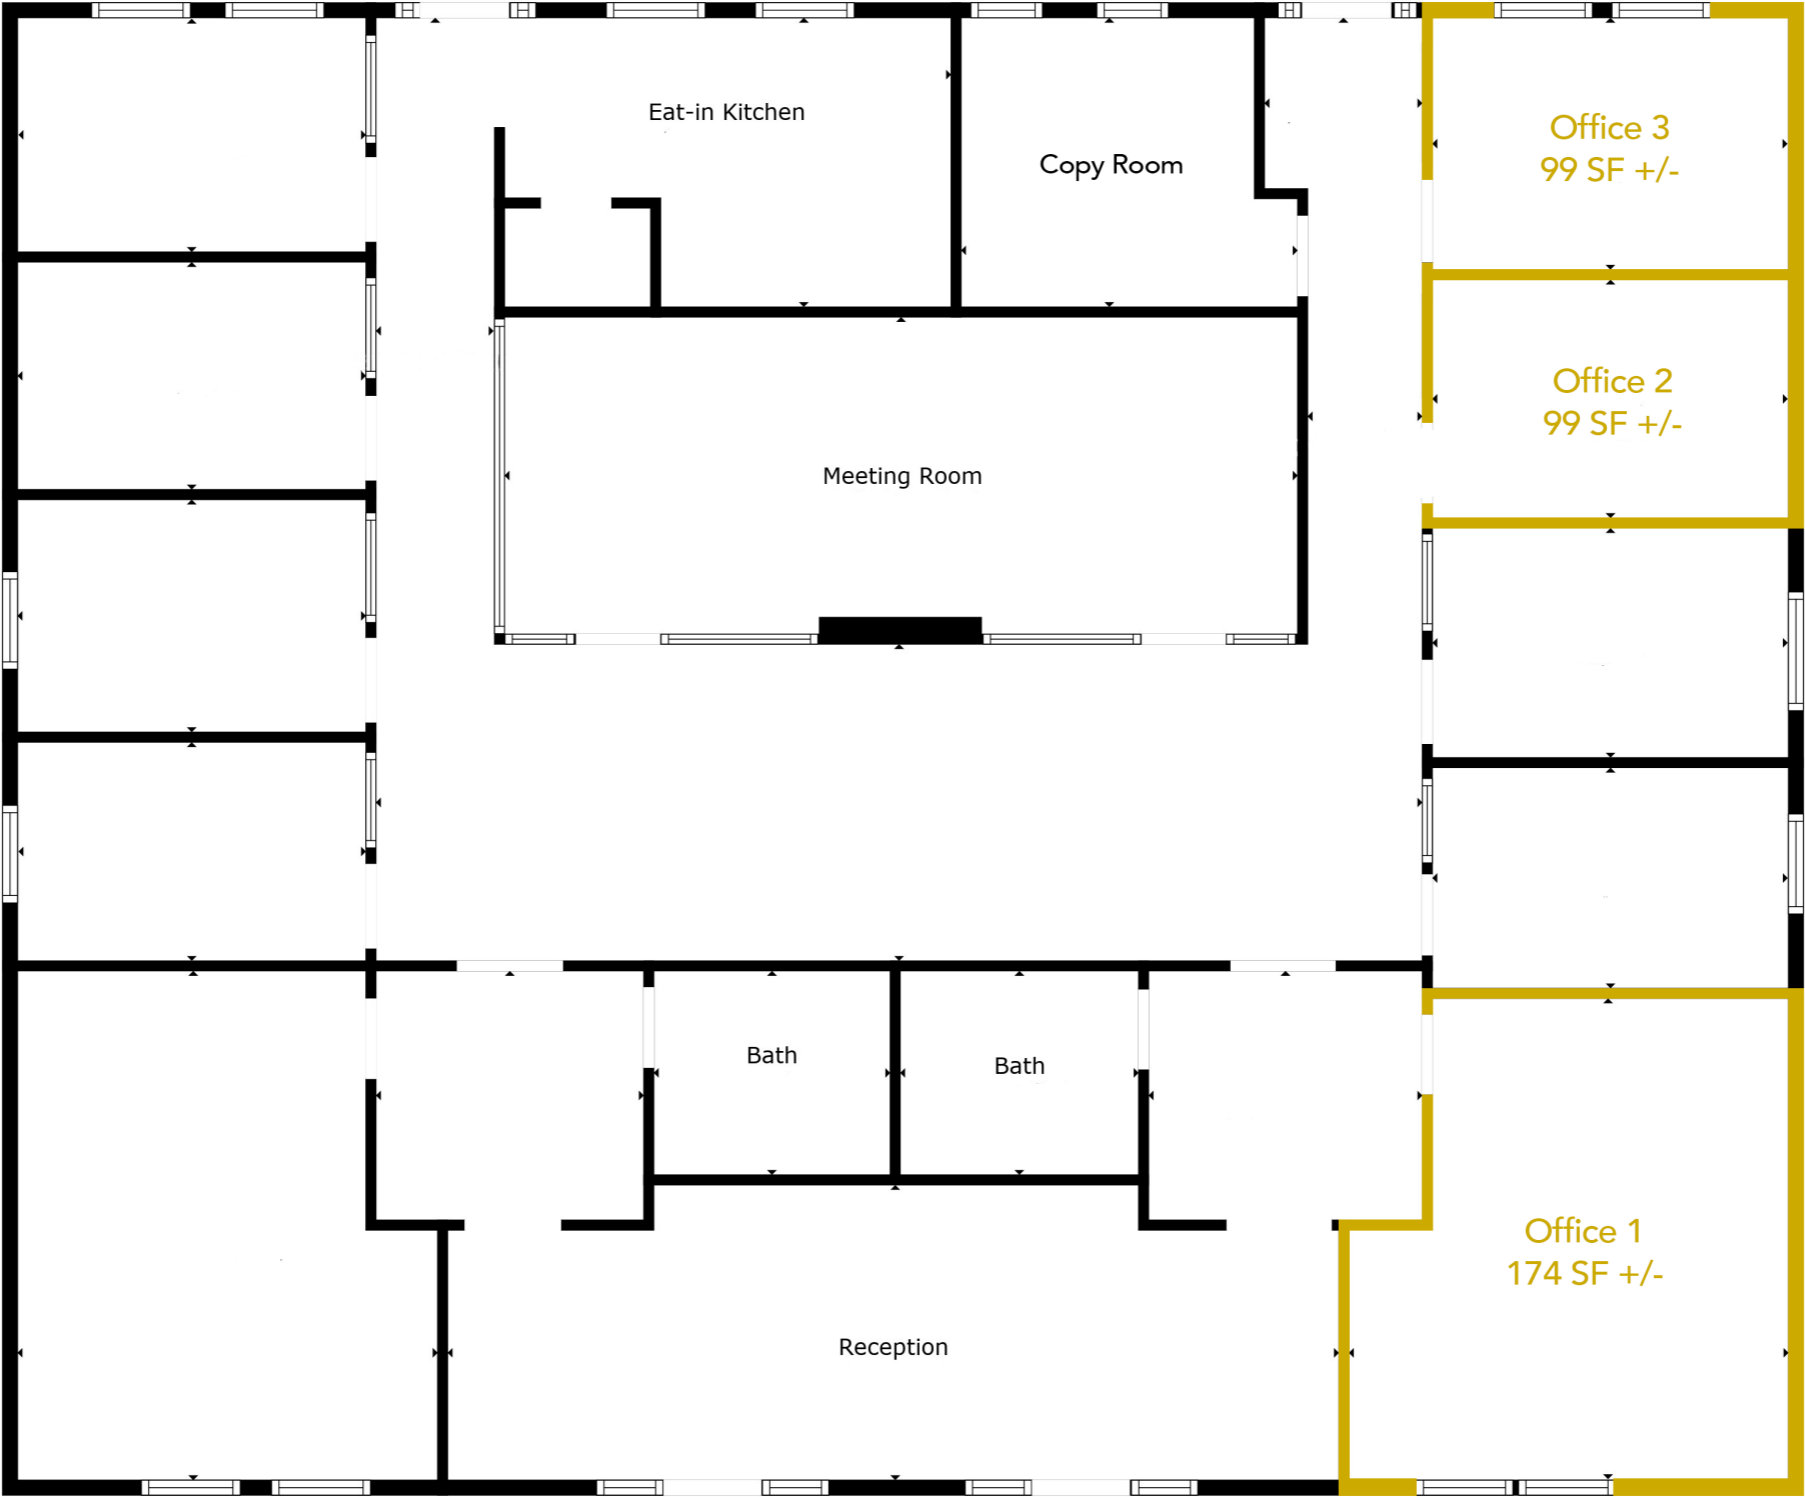 Eat-in Kitchen
Copy Room
Office 3
99 SF +/-
Office 2
99 SF +/-
Meeting Room
Bath
Bath
Office 1
174 SF +/-
Reception